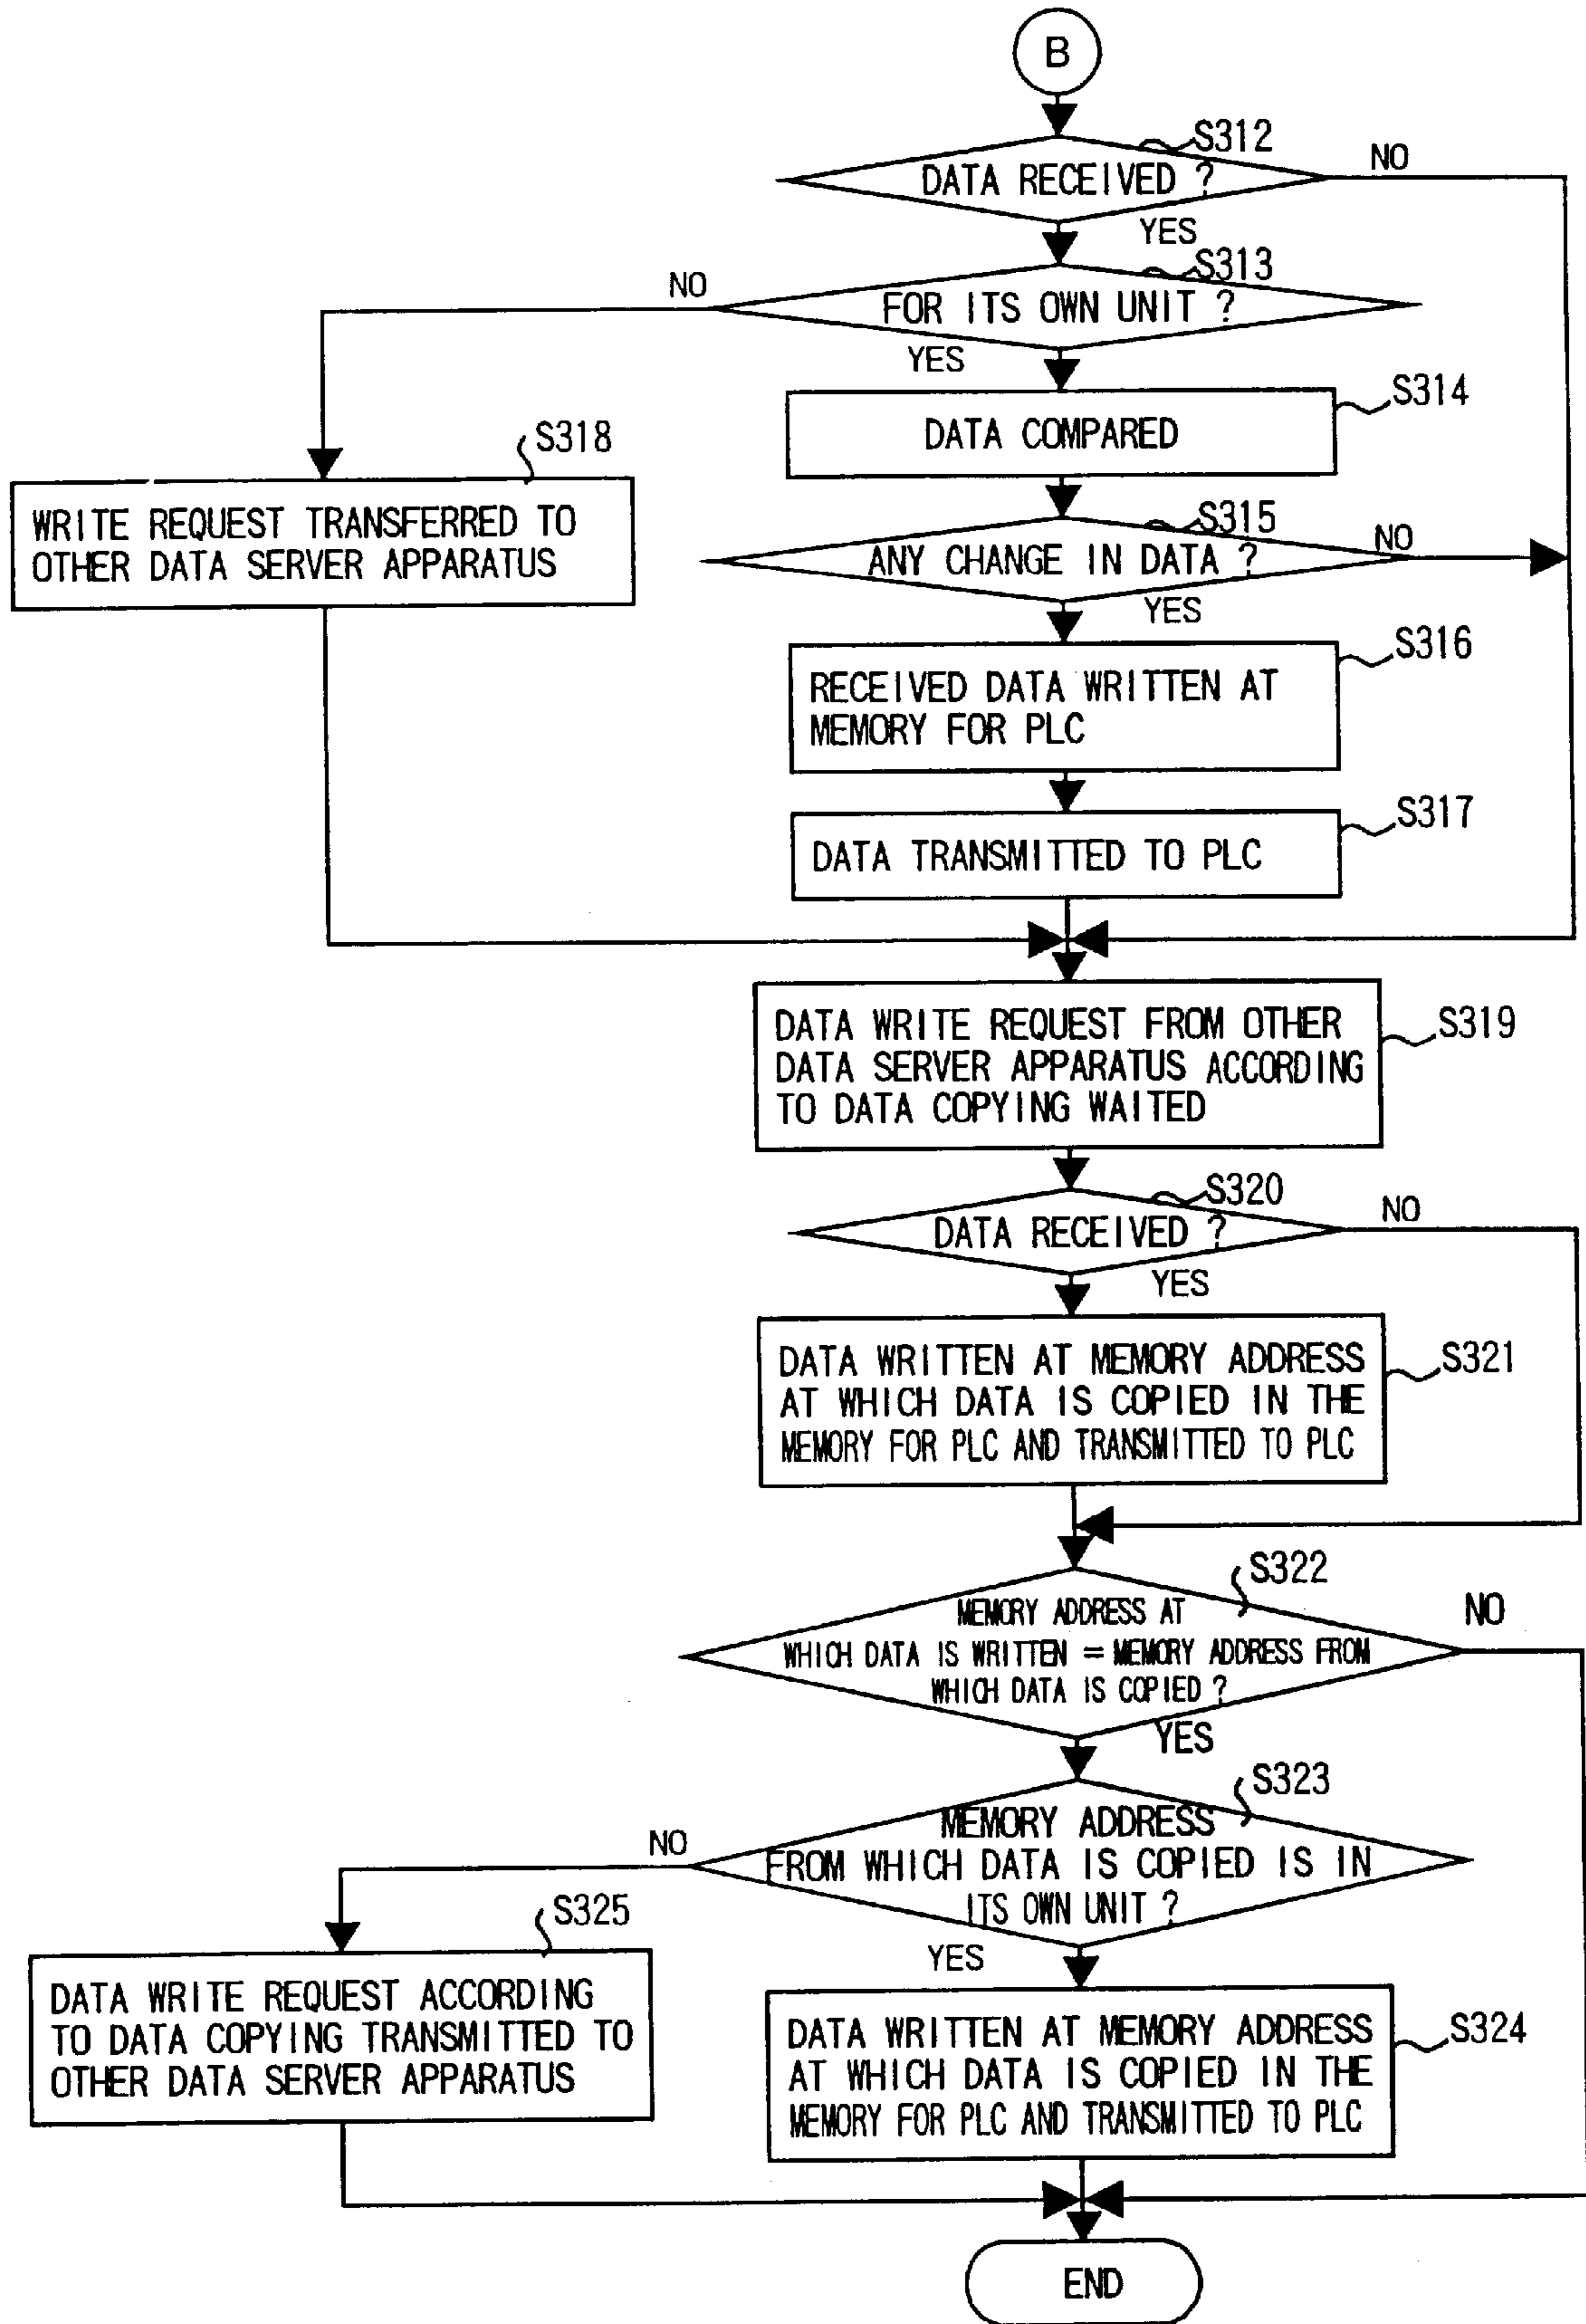 B
S312
DATA RECEIVED ?
NO
YES
S313
FOR ITS OWN UNIT ?
NO
YES
S314
DATA COMPARED
S318
WRITE REQUEST TRANSFERRED TO
OTHER DATA SERVER APPARATUS
S315
ANY CHANGE IN DATA ?
NO
YES
S316
RECEIVED DATA WRITTEN AT
MEMORY FOR PLC
S317
DATA TRANSMITTED TO PLC
S319
DATA WRITE REQUEST FROM OTHER
DATA SERVER APPARATUS ACCORDING
TO DATA COPYING WAITED
S320
DATA RECEIVED ?
NO
YES
S321
DATA WRITTEN AT MEMORY ADDRESS
AT WHICH DATA IS COPIED IN THE
MEMORY FOR PLC AND TRANSMITTED TO PLC
S322
MEMORY ADDRESS AT
WHICH DATA IS WRITTEN = MEMORY ADDRESS FROM
WHICH DATA IS COPIED ?
NO
YES
S323
MEMORY ADDRESS
FROM WHICH DATA IS COPIED IS IN
ITS OWN UNIT ?
NO
YES
S325
DATA WRITE REQUEST ACCORDING
TO DATA COPYING TRANSMITTED TO
OTHER DATA SERVER APPARATUS
S324
DATA WRITTEN AT MEMORY ADDRESS
AT WHICH DATA IS COPIED IN THE
MEMORY FOR PLC AND TRANSMITTED TO PLC
END